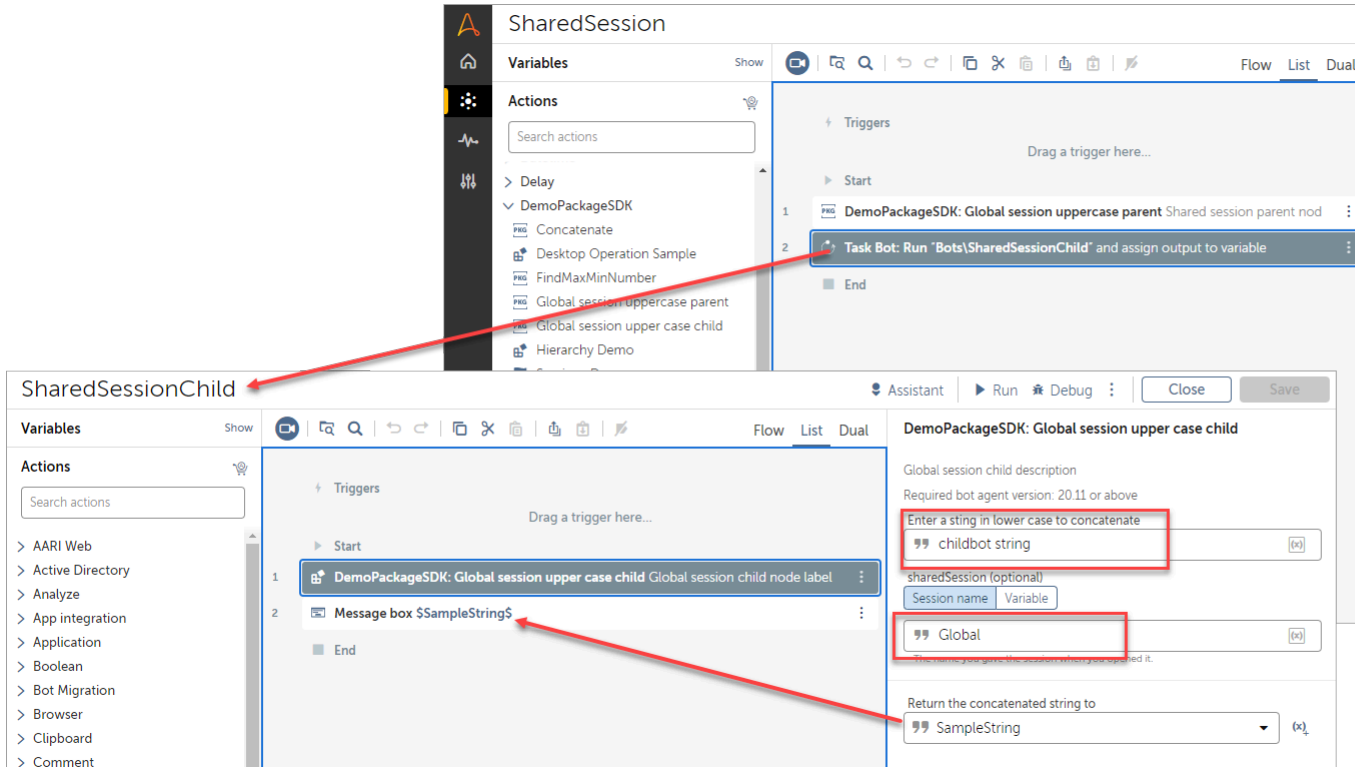 SharedSession
Variables
Show
Flow List Dual
Actions
Search actions
Delay
DemoPackageSDK
PKG Concatenate
Desktop Operation Sample
PKG FindMaxMinNumber
PKG Global session uppercase parent
PKG Global session upper case child
Hierarchy Demo
Triggers
Drag a trigger here...
Start
1 PKG DemoPackageSDK: Global session uppercase parent Shared session parent nod
2 Task Bot: Run "Bots\SharedSessionChild" and assign output to variable
End
SharedSessionChild
Assistant Run Debug Close Save
Variables
Show
Flow List Dual
Actions
Search actions
AARI Web
Active Directory
Analyze
App integration
Application
Boolean
Bot Migration
Browser
Clipboard
Comment
Triggers
Drag a trigger here...
Start
1 DemoPackageSDK: Global session upper case child Global session child node label
2 Message box $SampleString$
End
DemoPackageSDK: Global session upper case child
Global session child description
Required bot agent version: 20.11 or above
Enter a sting in lower case to concatenate
childbot string (x)
sharedSession (optional)
Session name Variable
Global (x)
The name you gave the session when you opened it.
Return the concatenated string to
SampleString (x)